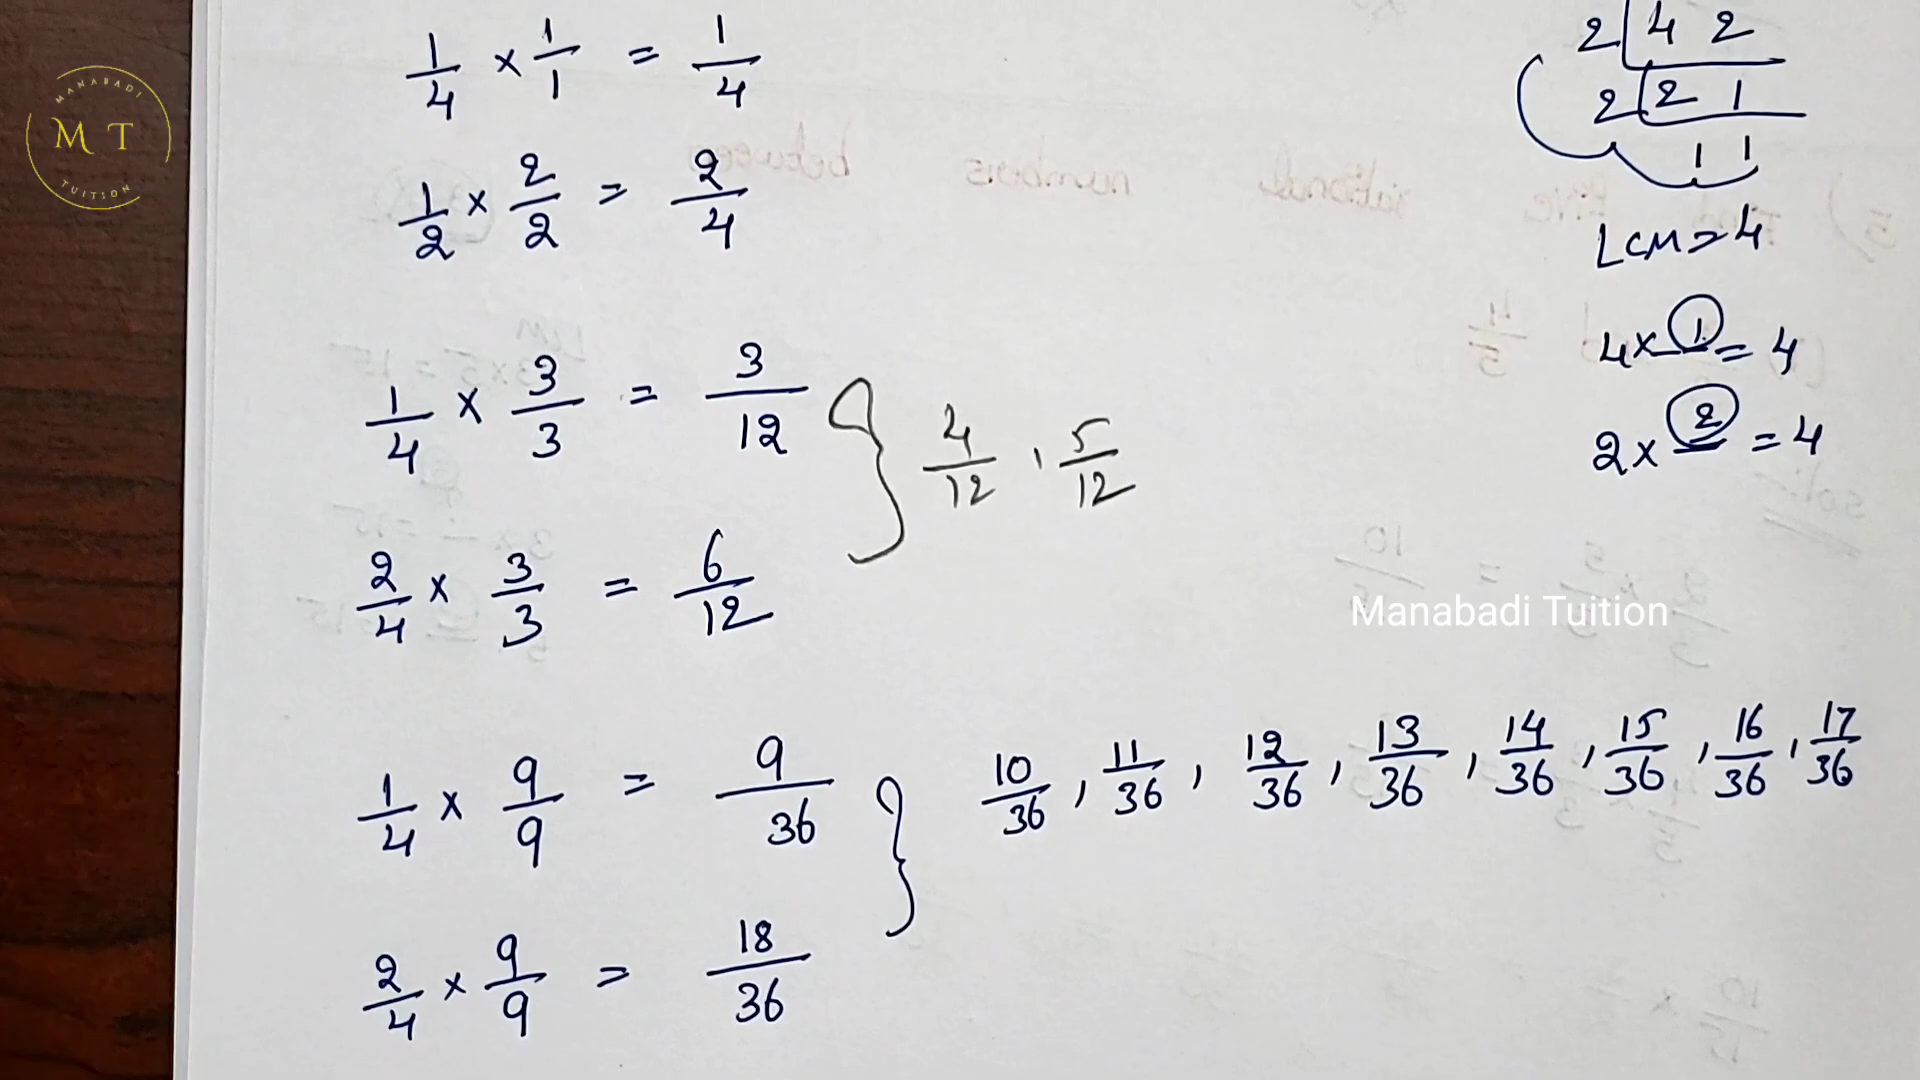 MANABADI
M T
TUITION
1/4 × 1/1 = 1/4
1/2 × 2/2 = 2/4
1/4 × 3/3 = 3/12
4/12 , 5/12
2/4 × 3/3 = 6/12
1/4 × 9/9 = 9/36
10/36 , 11/36 , 12/36 , 13/36 , 14/36 , 15/36 , 16/36 , 17/36
2/4 × 9/9 = 18/36
2 | 4 2
2 | 2 1
1 1
LCM = 4
4 × 1 = 4
2 × 2 = 4
Manabadi Tuition